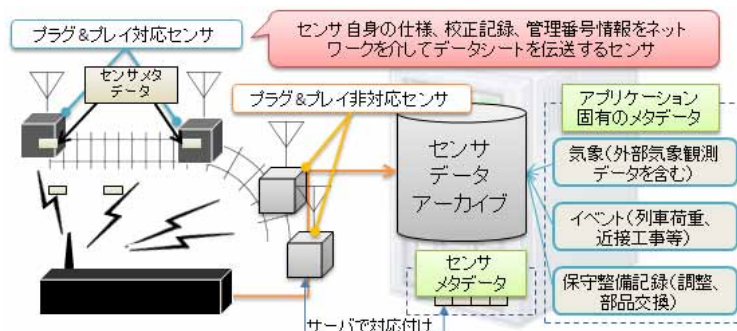 プラグ&プレイ対応センサ
センサ自身の仕様、校正記録、管理番号情報をネット
ワークを介してデータシートを伝送するセンサ
センサメタ
データ
プラグ&プレイ非対応センサ
アプリケーション
固有のメタデータ
センサ
データ
アーカイブ
気象(外部気象観測
データを含む)
イベント(列車荷重、
近接工事等)
センサ
メタデータ
保守整備記録(調整、
部品交換)
サーバで対応付け